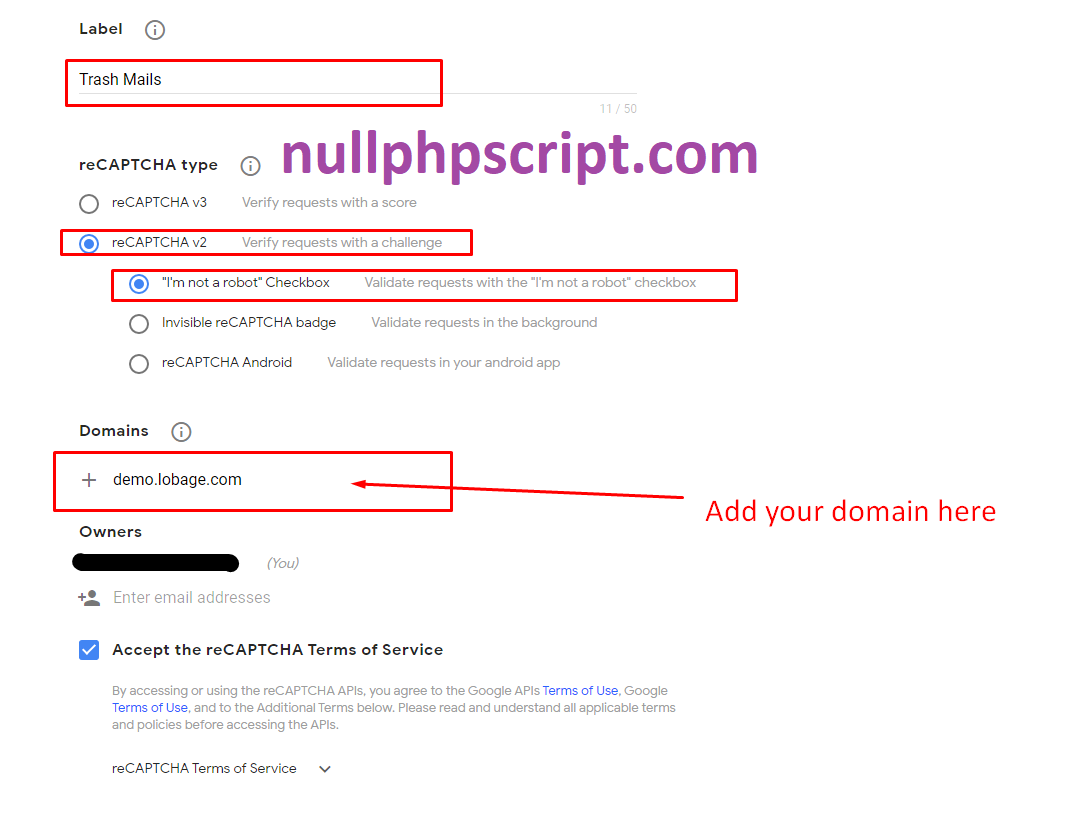 Label
Trash Mails
11 / 50
nullphpscript.com
reCAPTCHA type
reCAPTCHA v3 Verify requests with a score
reCAPTCHA v2 Verify requests with a challenge
"I'm not a robot" Checkbox Validate requests with the "I'm not a robot" checkbox
Invisible reCAPTCHA badge Validate requests in the background
reCAPTCHA Android Validate requests in your android app
Domains
demo.lobage.com
Add your domain here
Owners
(You)
Enter email addresses
Accept the reCAPTCHA Terms of Service
By accessing or using the reCAPTCHA APIs, you agree to the Google APIs Terms of Use, Google
Terms of Use, and to the Additional Terms below. Please read and understand all applicable terms
and policies before accessing the APIs.
reCAPTCHA Terms of Service